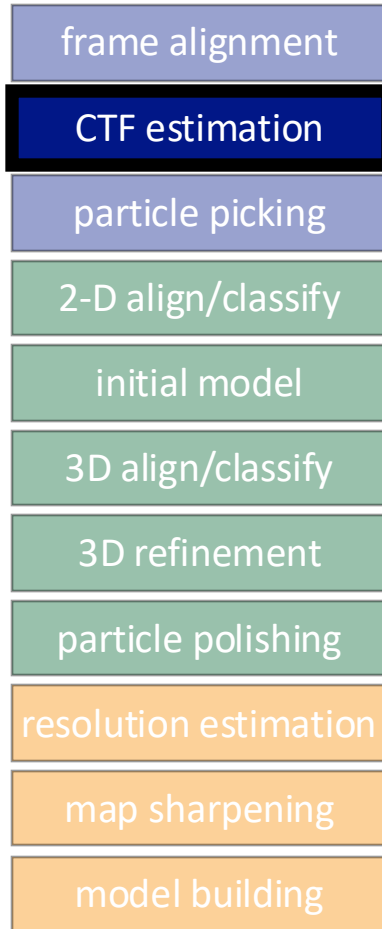 frame alignment
CTF estimation
particle picking
2-D align/classify
initial model
3D align/classify
3D refinement
particle polishing
resolution estimation
map sharpening
model building